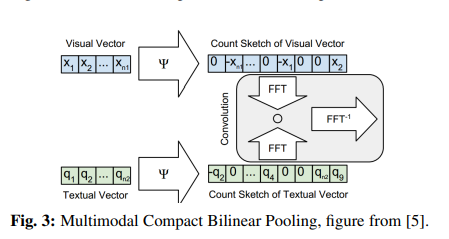 Visual Vector
Count Sketch of Visual Vector
x1 x2 ... xn1
Ψ
0 -xn1 ... 0 -x1 0 0 x2
Convolution
FFT
FFT-1
FFT
q1 q2 ... qn2
Ψ
-q2 0 ... q4 0 0 qn2 q9
Textual Vector
Count Sketch of Textual Vector
Fig. 3: Multimodal Compact Bilinear Pooling, figure from [5].